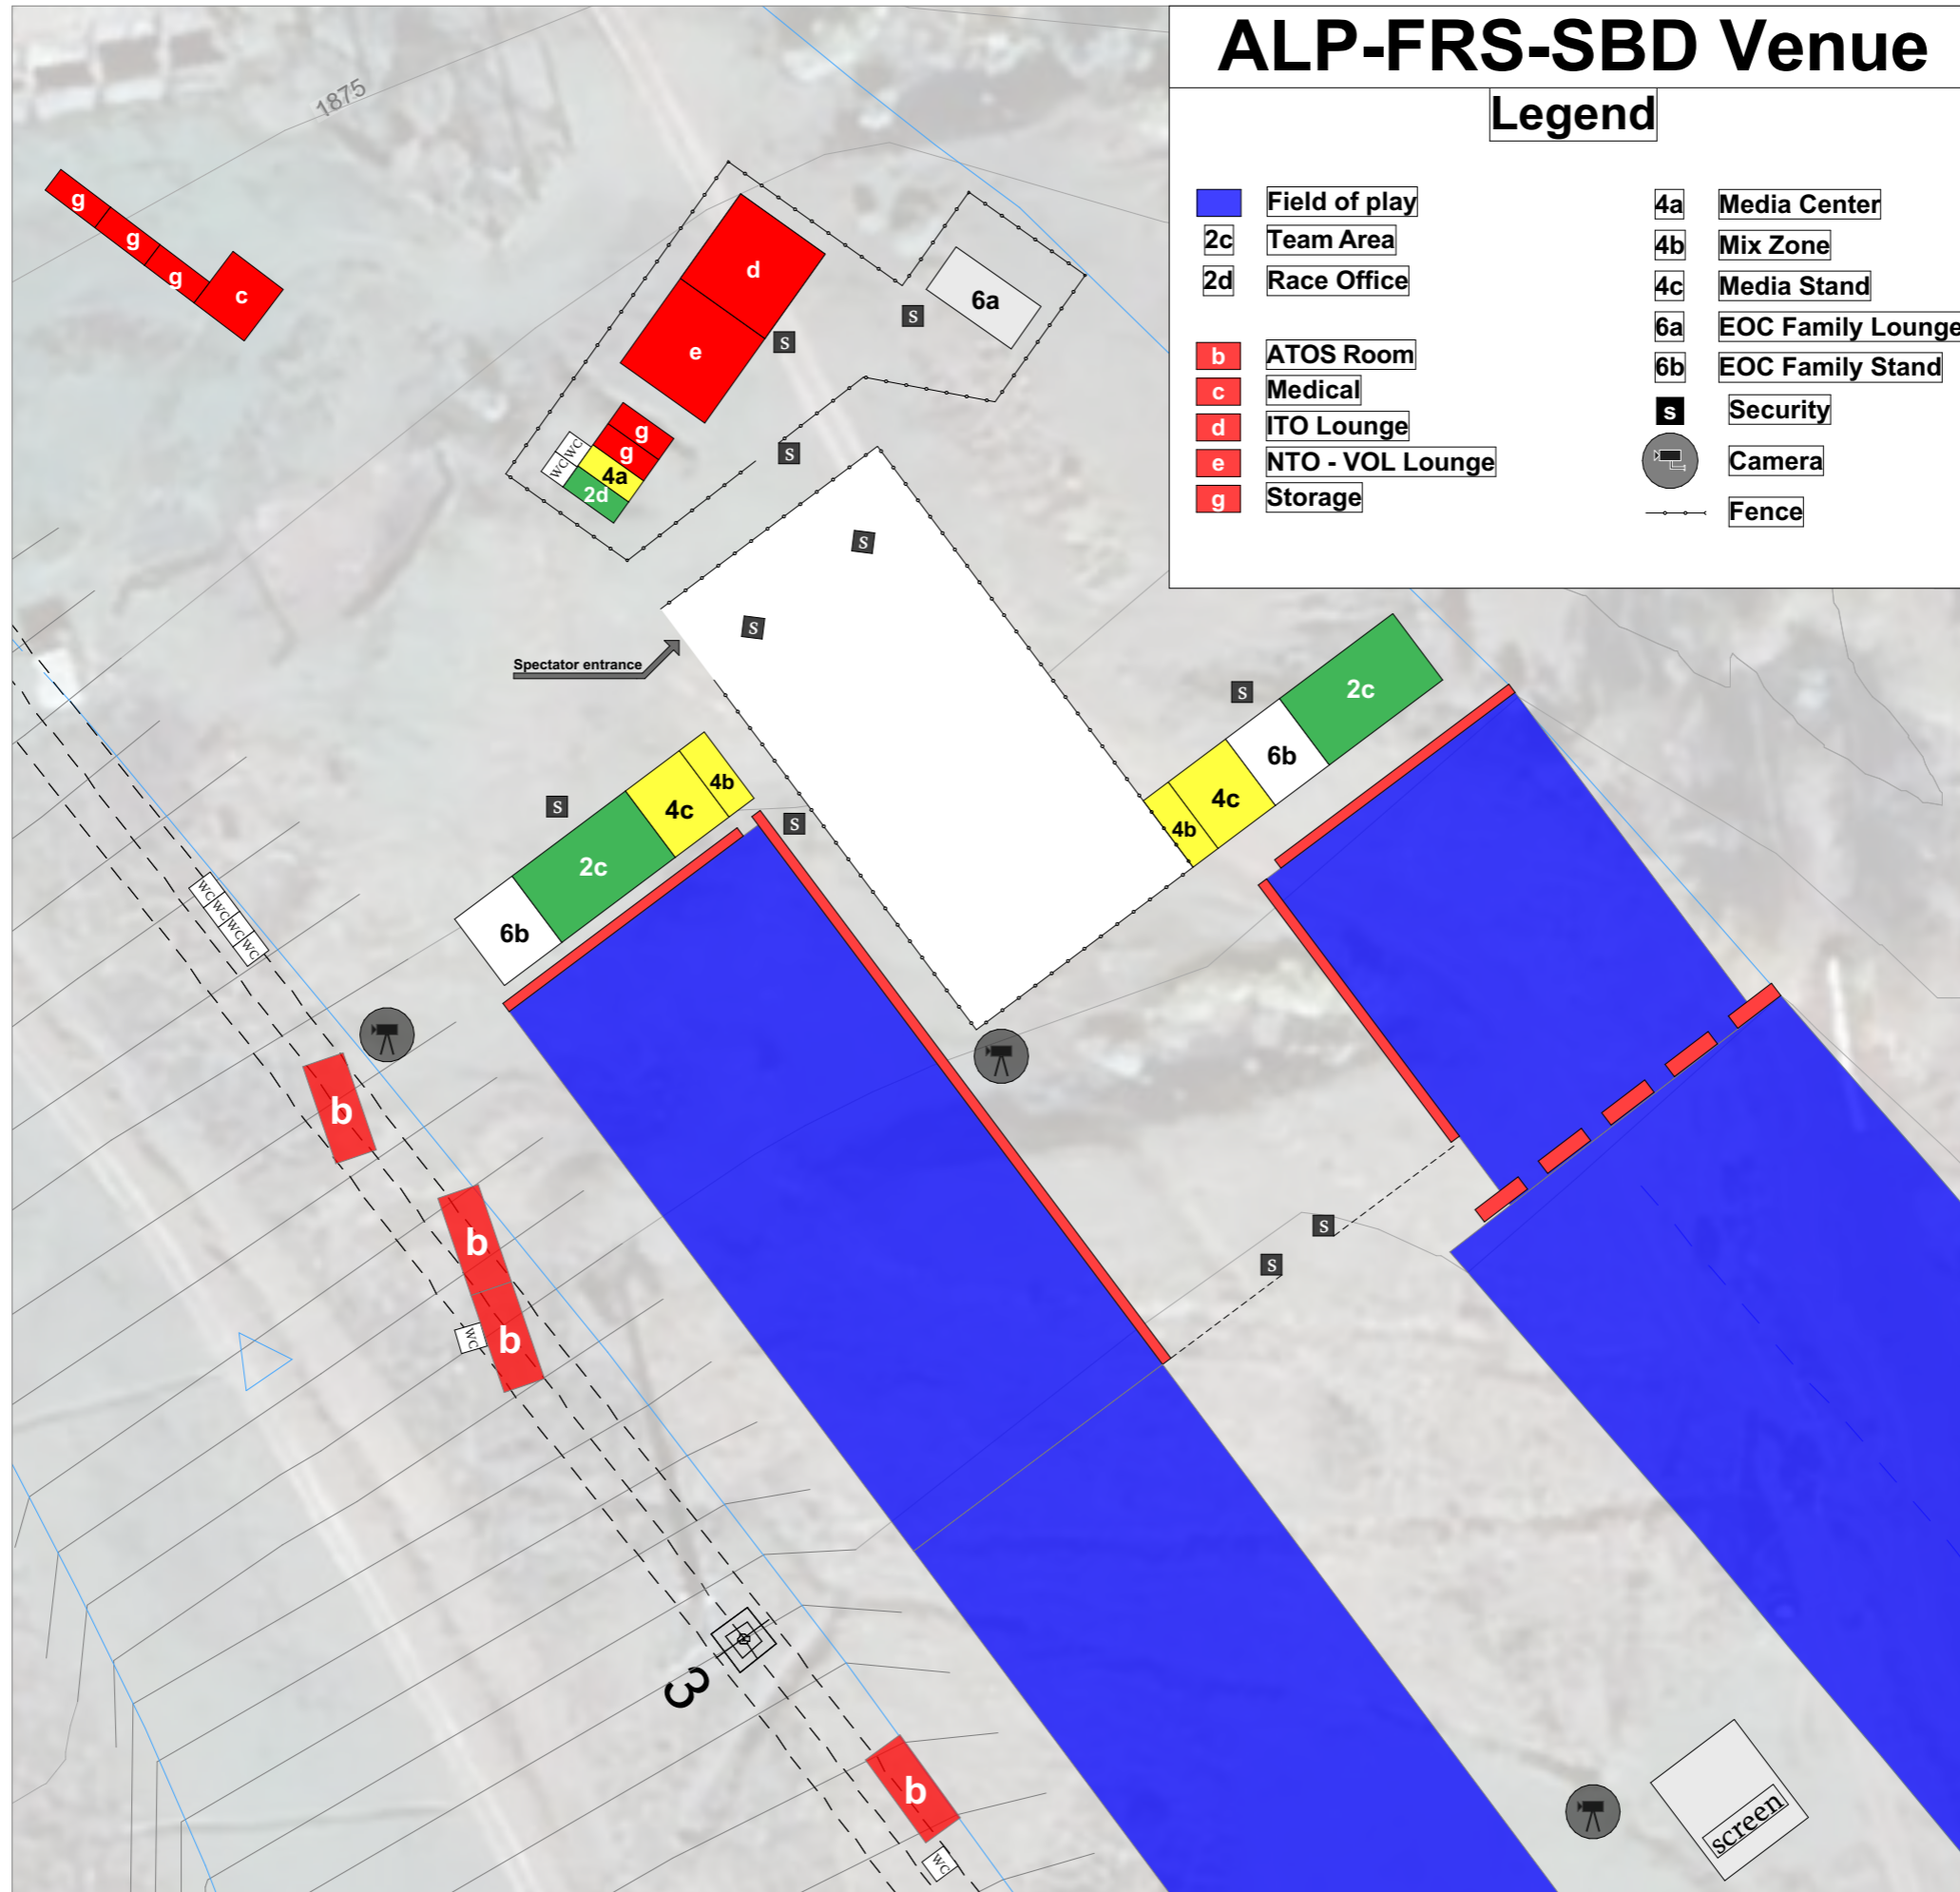 ALP-FRS-SBD Venue
Legend
Field of play
2c Team Area
2d Race Office
b ATOS Room
c Medical
d ITO Lounge
e NTO - VOL Lounge
g Storage
4a Media Center
4b Mix Zone
4c Media Stand
6a EOC Family Lounge
6b EOC Family Stand
s Security
Camera
Fence
1875
g
g
g
c
d
e
6a
s
s
g
g
WC
WC
4a
2d
s
s
s
Spectator entrance
s
2c
6b
4c
4b
4b
4c
2c
6b
s
s
WC
WC
WC
WC
b
b
b
WC
s
s
3
b
WC
screen